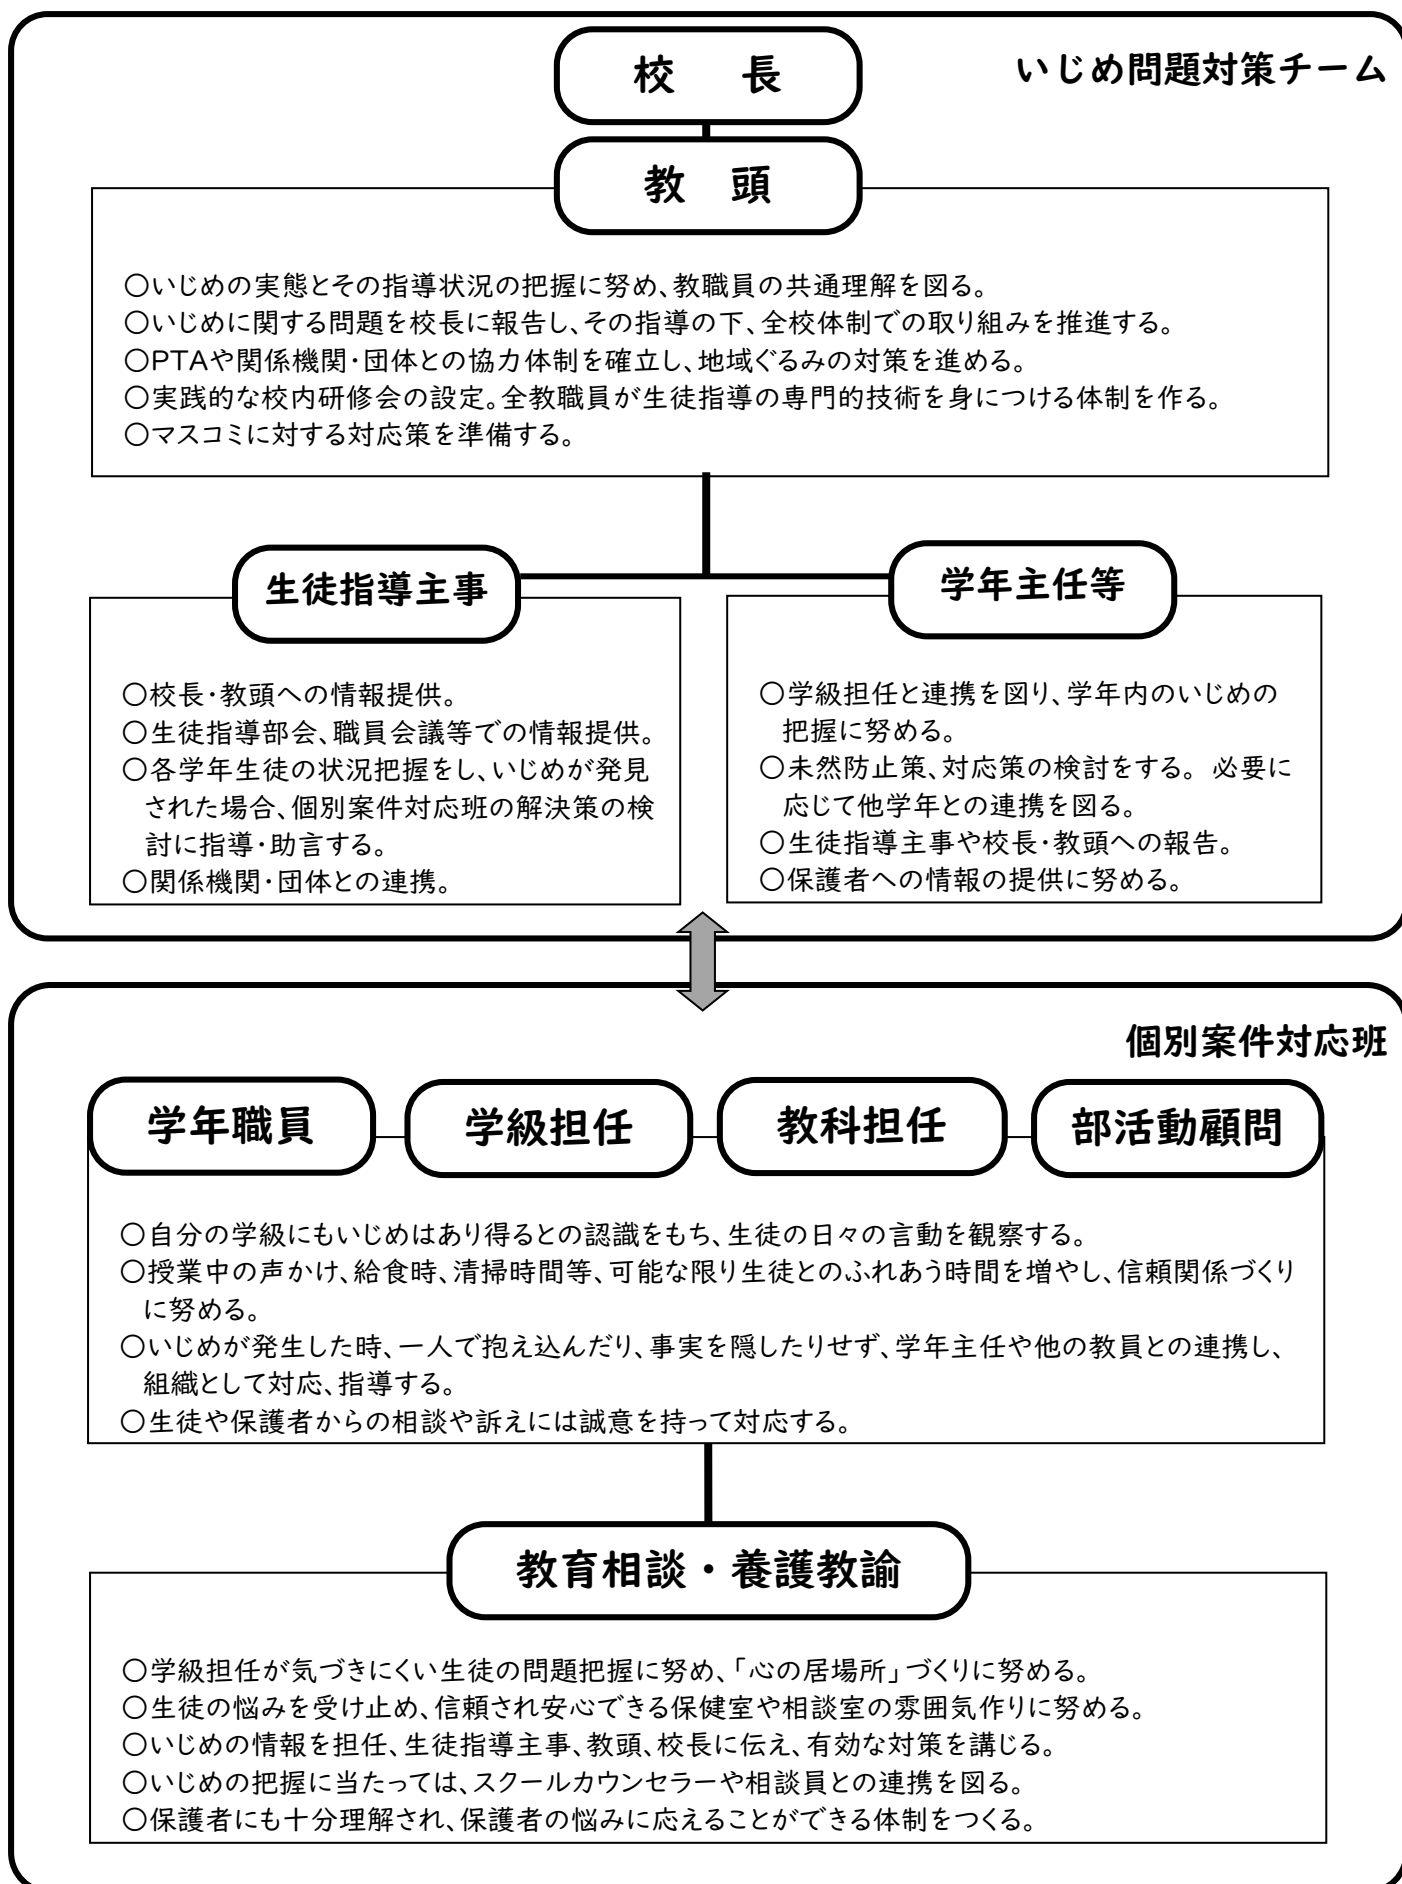 いじめ問題対策チーム
校　長
教　頭
〇いじめの実態とその指導状況の把握に努め、教職員の共通理解を図る。
〇いじめに関する問題を校長に報告し、その指導の下、全校体制での取り組みを推進する。
〇PTAや関係機関・団体との協力体制を確立し、地域ぐるみの対策を進める。
〇実践的な校内研修会の設定。全教職員が生徒指導の専門的技術を身につける体制を作る。
〇マスコミに対する対応策を準備する。
生徒指導主事
〇校長・教頭への情報提供。
〇生徒指導部会、職員会議等での情報提供。
〇各学年生徒の状況把握をし、いじめが発見
された場合、個別案件対応班の解決策の検
討に指導・助言する。
〇関係機関・団体との連携。
学年主任等
〇学級担任と連携を図り、学年内のいじめの
把握に努める。
〇未然防止策、対応策の検討をする。 必要に
応じて他学年との連携を図る。
〇生徒指導主事や校長・教頭への報告。
〇保護者への情報の提供に努める。
個別案件対応班
学年職員
学級担任
教科担任
部活動顧問
〇自分の学級にもいじめはあり得るとの認識をもち、生徒の日々の言動を観察する。
〇授業中の声かけ、給食時、清掃時間等、可能な限り生徒とのふれあう時間を増やし、信頼関係づくり
に努める。
〇いじめが発生した時、一人で抱え込んだり、事実を隠したりせず、学年主任や他の教員との連携し、
組織として対応、指導する。
〇生徒や保護者からの相談や訴えには誠意を持って対応する。
教育相談・養護教諭
〇学級担任が気づきにくい生徒の問題把握に努め、「心の居場所」づくりに努める。
〇生徒の悩みを受け止め、信頼され安心できる保健室や相談室の雰囲気作りに努める。
〇いじめの情報を担任、生徒指導主事、教頭、校長に伝え、有効な対策を講じる。
〇いじめの把握に当たっては、スクールカウンセラーや相談員との連携を図る。
〇保護者にも十分理解され、保護者の悩みに応えることができる体制をつくる。